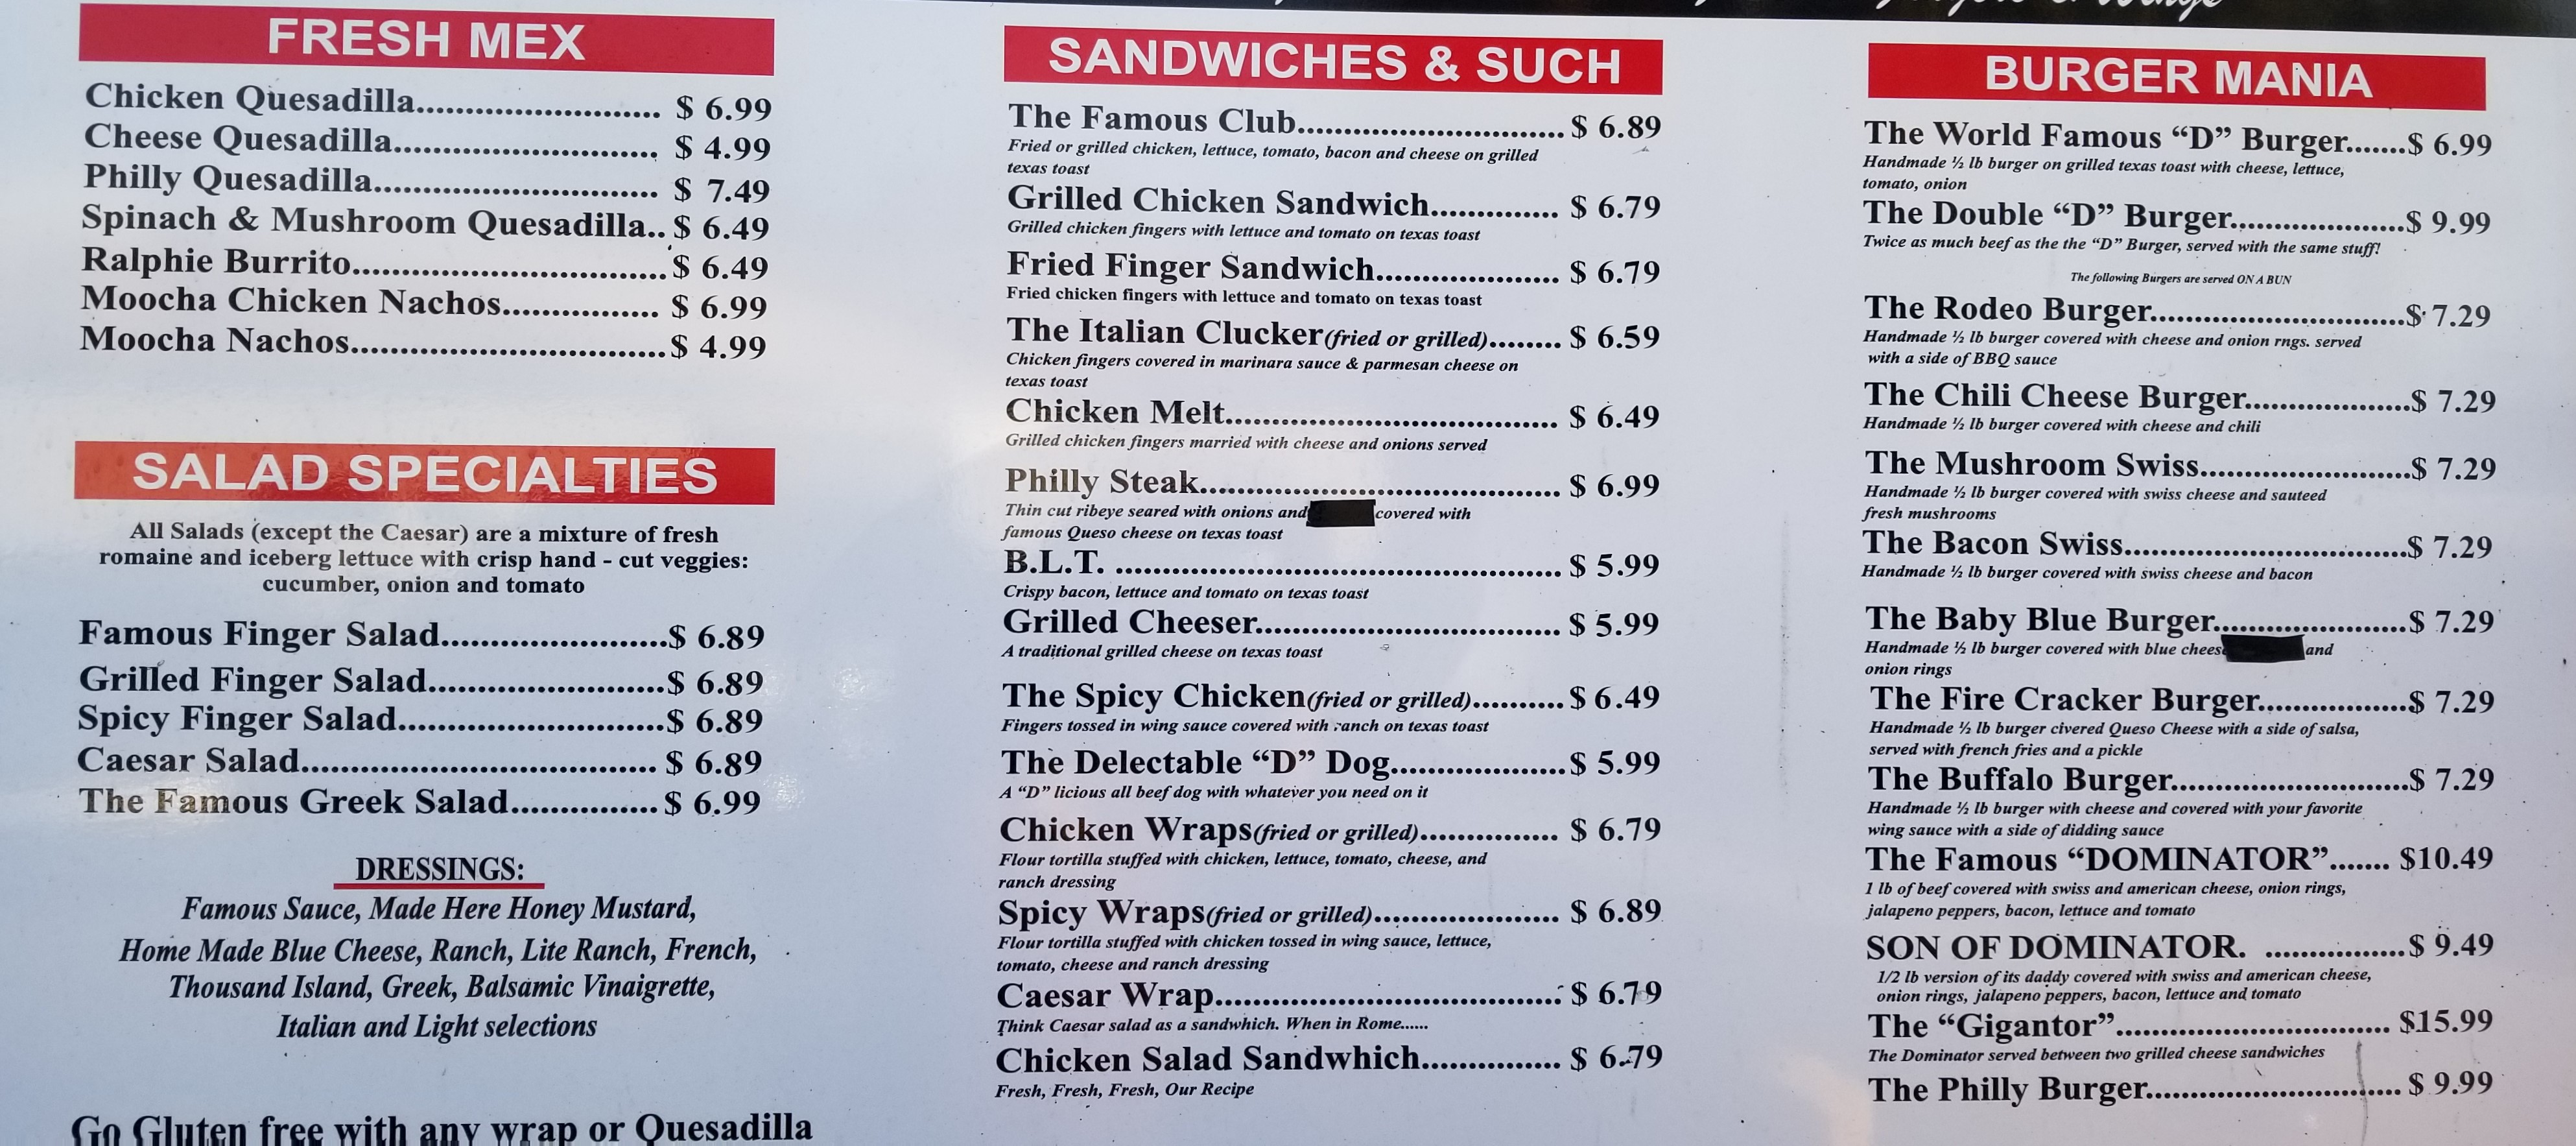 FRESH MEX
Chicken Quesadilla.......................... $ 6.99
Cheese Quesadilla............................ $ 4.99
Philly Quesadilla.............................. $ 7.49
Spinach & Mushroom Quesadilla.. $ 6.49
Ralphie Burrito.................................$ 6.49
Moocha Chicken Nachos................ $ 6.99
Moocha Nachos.................................$ 4.99
SALAD SPECIALTIES
All Salads (except the Caesar) are a mixture of fresh
romaine and iceberg lettuce with crisp hand - cut veggies:
cucumber, onion and tomato
Famous Finger Salad........................$ 6.89
Grilled Finger Salad.........................$ 6.89
Spicy Finger Salad............................$ 6.89
Caesar Salad..................................... $ 6.89
The Famous Greek Salad............... $ 6.99
DRESSINGS:
Famous Sauce, Made Here Honey Mustard,
Home Made Blue Cheese, Ranch, Lite Ranch, French,
Thousand Island, Greek, Balsamic Vinaigrette,
Italian and Light selections
Go Gluten free with any wrap or Quesadilla
SANDWICHES & SUCH
The Famous Club............................ $ 6.89
Fried or grilled chicken, lettuce, tomato, bacon and cheese on grilled
texas toast
Grilled Chicken Sandwich.............. $ 6.79
Grilled chicken fingers with lettuce and tomato on texas toast
Fried Finger Sandwich.................... $ 6.79
Fried chicken fingers with lettuce and tomato on texas toast
The Italian Clucker(fried or grilled)........ $ 6.59
Chicken fingers covered in marinara sauce & parmesan cheese on
texas toast
Chicken Melt................................... $ 6.49
Grilled chicken fingers married with cheese and onions served
Philly Steak...................................... $ 6.99
Thin cut ribeye seared with onions and covered with
famous Queso cheese on texas toast
B.L.T. ............................................... $ 5.99
Crispy bacon, lettuce and tomato on texas toast
Grilled Cheeser................................ $ 5.99
A traditional grilled cheese on texas toast
The Spicy Chicken(fried or grilled).......... $ 6.49
Fingers tossed in wing sauce covered with ranch on texas toast
The Delectable “D” Dog...................$ 5.99
A “D” licious all beef dog with whatever you need on it
Chicken Wraps(fried or grilled)............... $ 6.79
Flour tortilla stuffed with chicken, lettuce, tomato, cheese, and
ranch dressing
Spicy Wraps(fried or grilled).................... $ 6.89
Flour tortilla stuffed with chicken tossed in wing sauce, lettuce,
tomato, cheese and ranch dressing
Caesar Wrap.................................... $ 6.79
Think Caesar salad as a sandwhich. When in Rome......
Chicken Salad Sandwhich............... $ 6.79
Fresh, Fresh, Fresh, Our Recipe
BURGER MANIA
The World Famous “D” Burger.......$ 6.99
Handmade ½ lb burger on grilled texas toast with cheese, lettuce,
tomato, onion
The Double “D” Burger...................$ 9.99
Twice as much beef as the the “D” Burger, served with the same stuff!
The following Burgers are served ON A BUN
The Rodeo Burger............................$ 7.29
Handmade ½ lb burger covered with cheese and onion rngs. served
with a side of BBQ sauce
The Chili Cheese Burger..................$ 7.29
Handmade ½ lb burger covered with cheese and chili
The Mushroom Swiss.......................$ 7.29
Handmade ½ lb burger covered with swiss cheese and sauteed
fresh mushrooms
The Bacon Swiss...............................$ 7.29
Handmade ½ lb burger covered with swiss cheese and bacon
The Baby Blue Burger.....................$ 7.29
Handmade ½ lb burger covered with blue chees and
onion rings
The Fire Cracker Burger................$ 7.29
Handmade ½ lb burger civered Queso Cheese with a side of salsa,
served with french fries and a pickle
The Buffalo Burger..........................$ 7.29
Handmade ½ lb burger with cheese and covered with your favorite
wing sauce with a side of didding sauce
The Famous “DOMINATOR”....... $10.49
1 lb of beef covered with swiss and american cheese, onion rings,
jalapeno peppers, bacon, lettuce and tomato
SON OF DOMINATOR. ................$ 9.49
1/2 lb version of its daddy covered with swiss and american cheese,
onion rings, jalapeno peppers, bacon, lettuce and tomato
The “Gigantor”............................... $15.99
The Dominator served between two grilled cheese sandwiches
The Philly Burger............................ $ 9.99